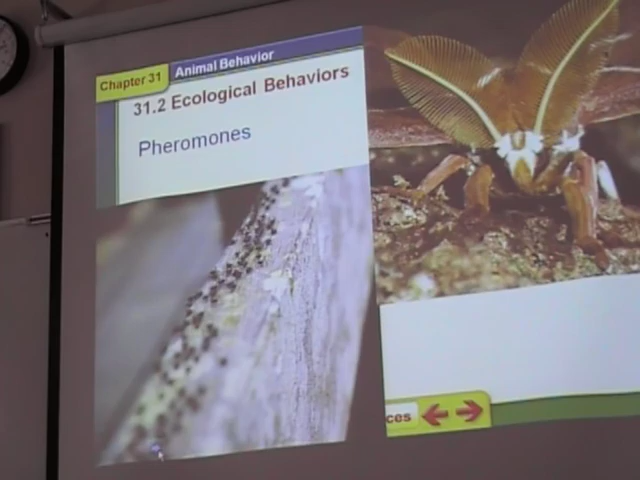 Chapter 31
Animal Behavior
31.2 Ecological Behaviors
Pheromones
ces